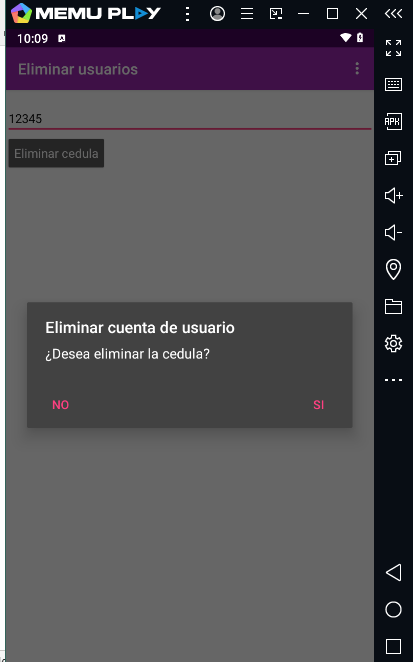 MEMU PLAY
10:09
Eliminar usuarios
12345
Eliminar cedula
Eliminar cuenta de usuario
¿Desea eliminar la cedula?
NO
SI
APK